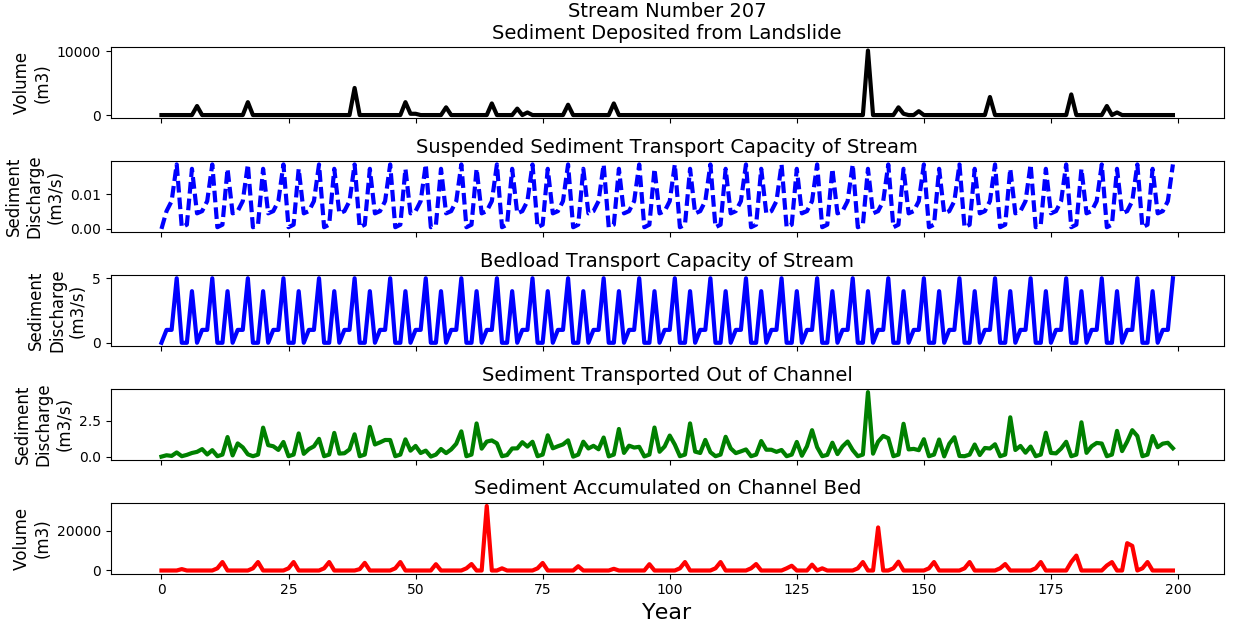 Stream Number 207
Sediment Deposited from Landslide
Volume
(m3)
10000
0
Suspended Sediment Transport Capacity of Stream
Sediment
Discharge
(m3/s)
0.01
0.00
Bedload Transport Capacity of Stream
Sediment
Discharge
(m3/s)
5
0
Sediment Transported Out of Channel
Sediment
Discharge
(m3/s)
2.5
0.0
Sediment Accumulated on Channel Bed
Volume
(m3)
20000
0
0 25 50 75 100 125 150 175 200
Year